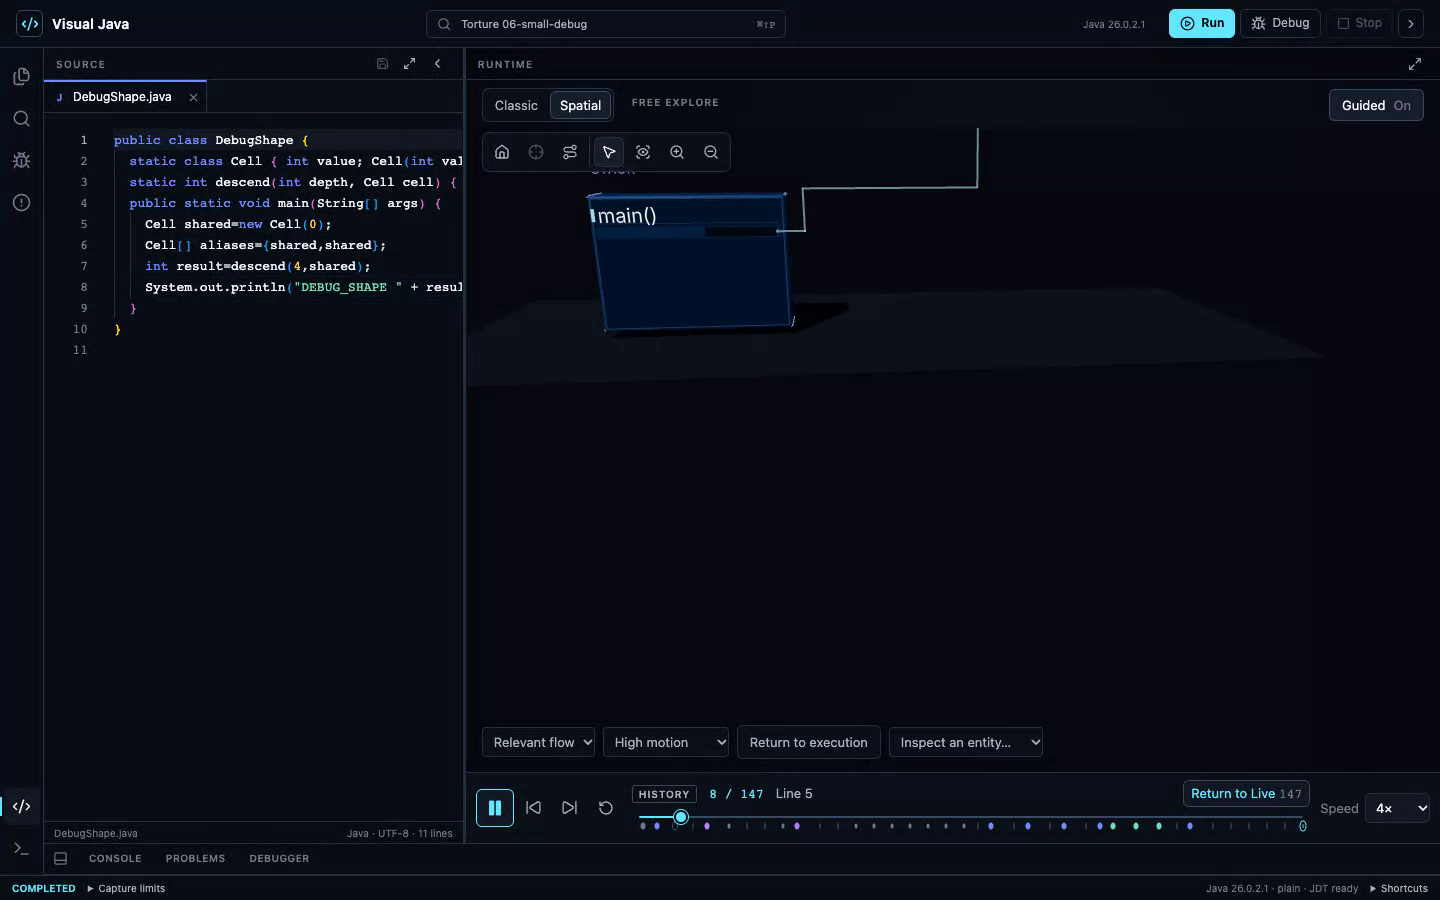 Visual Java
Torture 06-small-debug
⌘⇧P
Java 26.0.2.1
Run
Debug
Stop
SOURCE
RUNTIME
J DebugShape.java
Classic
Spatial
FREE EXPLORE
Guided On
1 public class DebugShape {
2 static class Cell { int value; Cell(int val
3 static int descend(int depth, Cell cell) {
4 public static void main(String[] args) {
5 Cell shared=new Cell(0);
6 Cell[] aliases={shared,shared};
7 int result=descend(4,shared);
8 System.out.println("DEBUG_SHAPE " + resul
9 }
10 }
11
main()
Relevant flow
High motion
Return to execution
Inspect an entity...
HISTORY
8 / 147
Line 5
Return to Live 147
Speed
4×
DebugShape.java
Java · UTF-8 · 11 lines
CONSOLE
PROBLEMS
DEBUGGER
COMPLETED
Capture limits
Java 26.0.2.1 · plain · JDT ready
Shortcuts